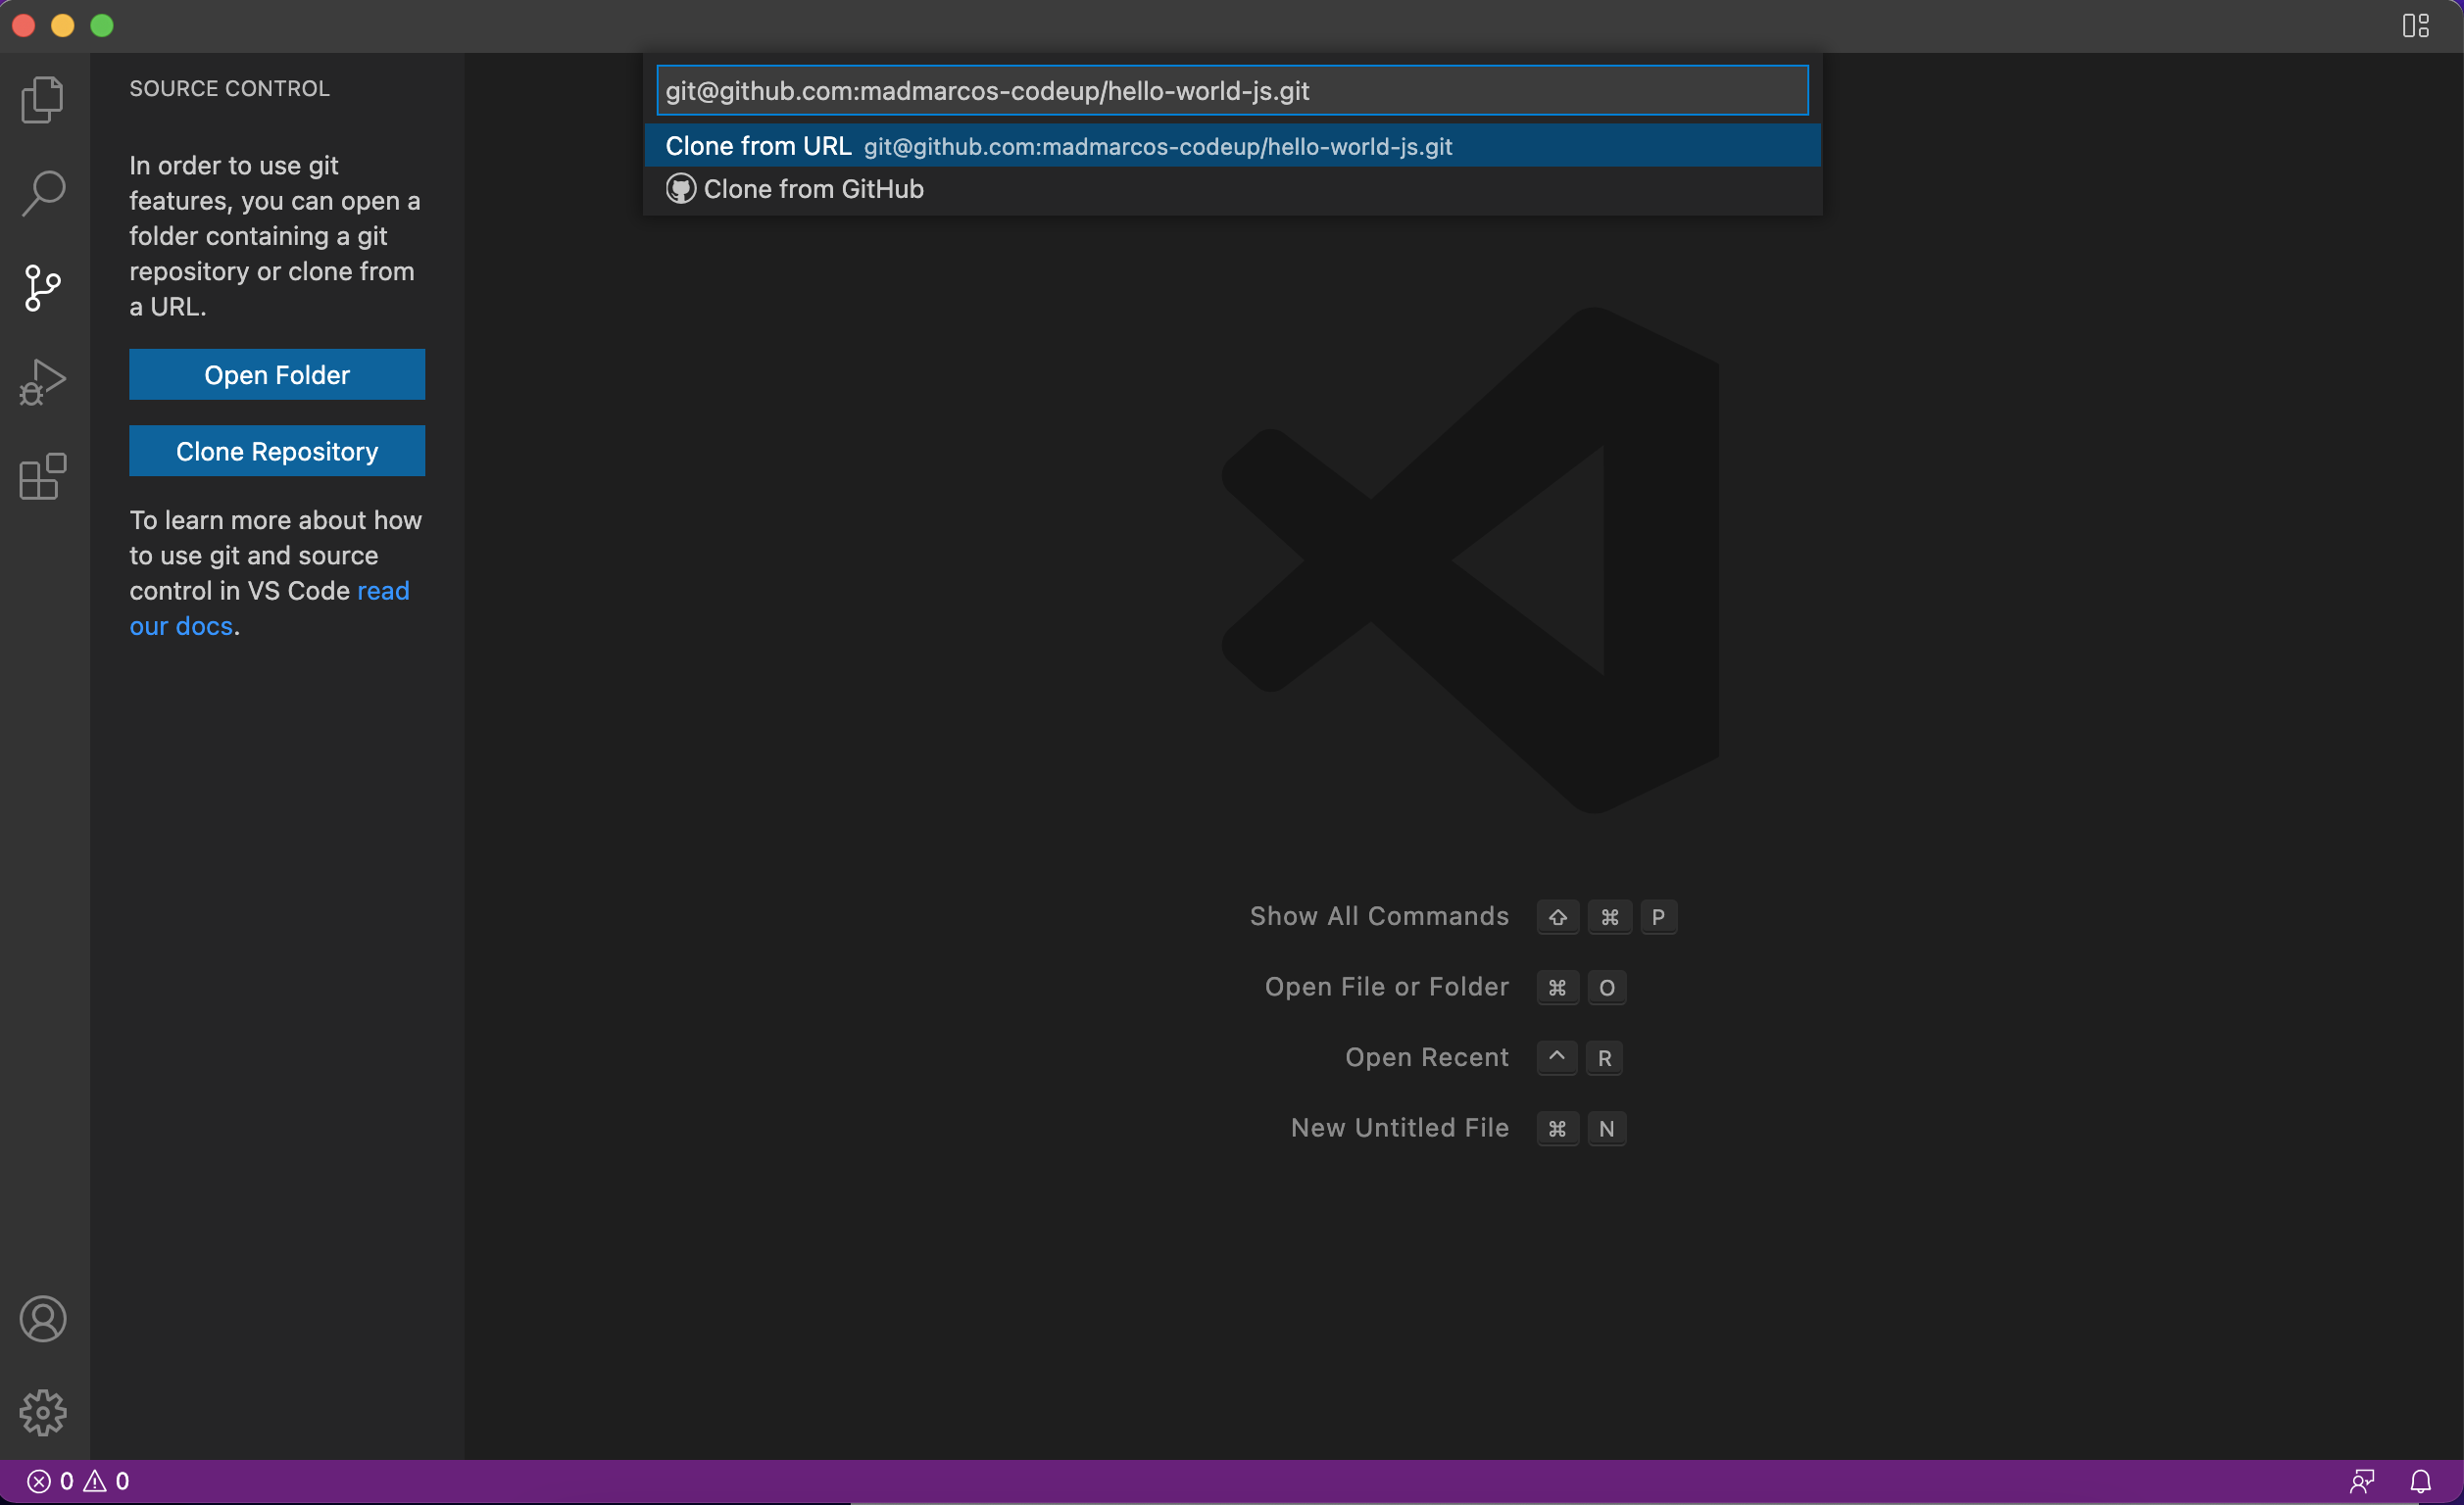 SOURCE CONTROL
In order to use git
features, you can open a
folder containing a git
repository or clone from
a URL.
Open Folder
Clone Repository
To learn more about how
to use git and source
control in VS Code read
our docs.
git@github.com:madmarcos-codeup/hello-world-js.git
Clone from URL git@github.com:madmarcos-codeup/hello-world-js.git
Clone from GitHub
Show All Commands ⇧ ⌘ P
Open File or Folder ⌘ O
Open Recent ^ R
New Untitled File ⌘ N
0 0